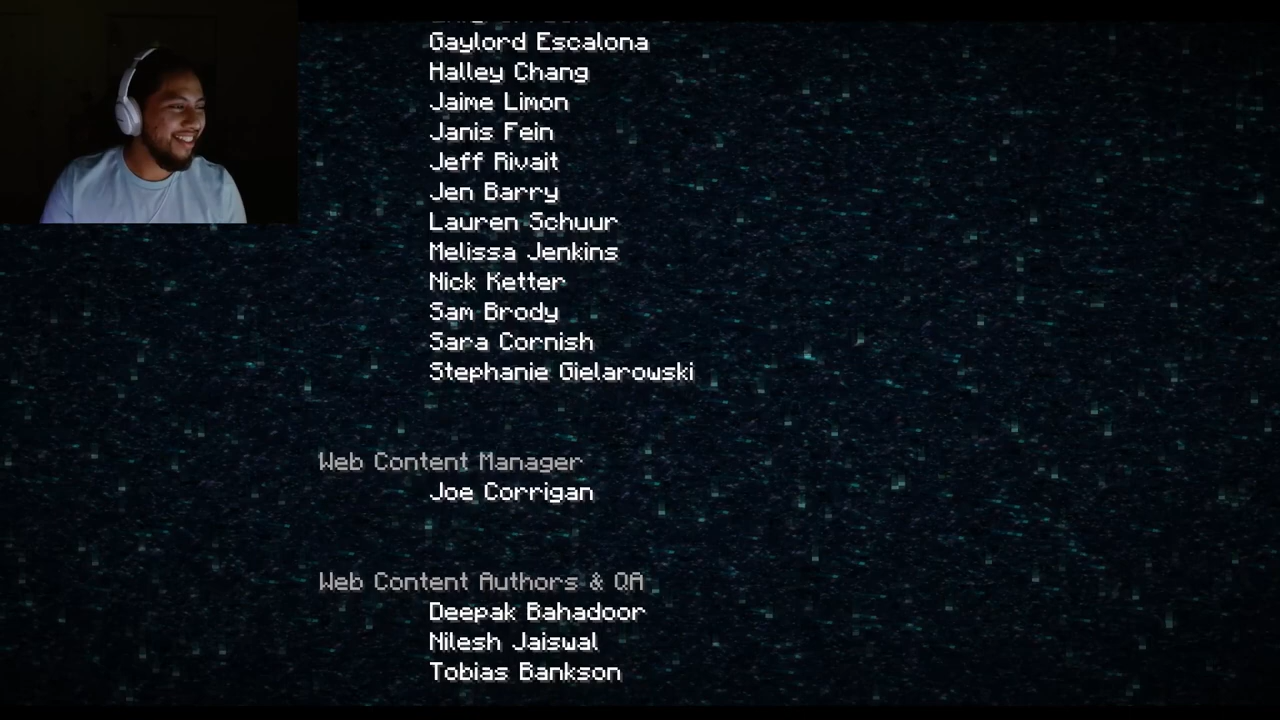 Gaylord Escalona
Halley Chang
Jaime Limon
Janis Fein
Jeff Rivait
Jen Barry
Lauren Schuur
Melissa Jenkins
Nick Ketter
Sam Brody
Sara Cornish
Stephanie Gielarowski
Web Content Manager
Joe Corrigan
Web Content Authors & QA
Deepak Bahadoor
Nilesh Jaiswal
Tobias Bankson